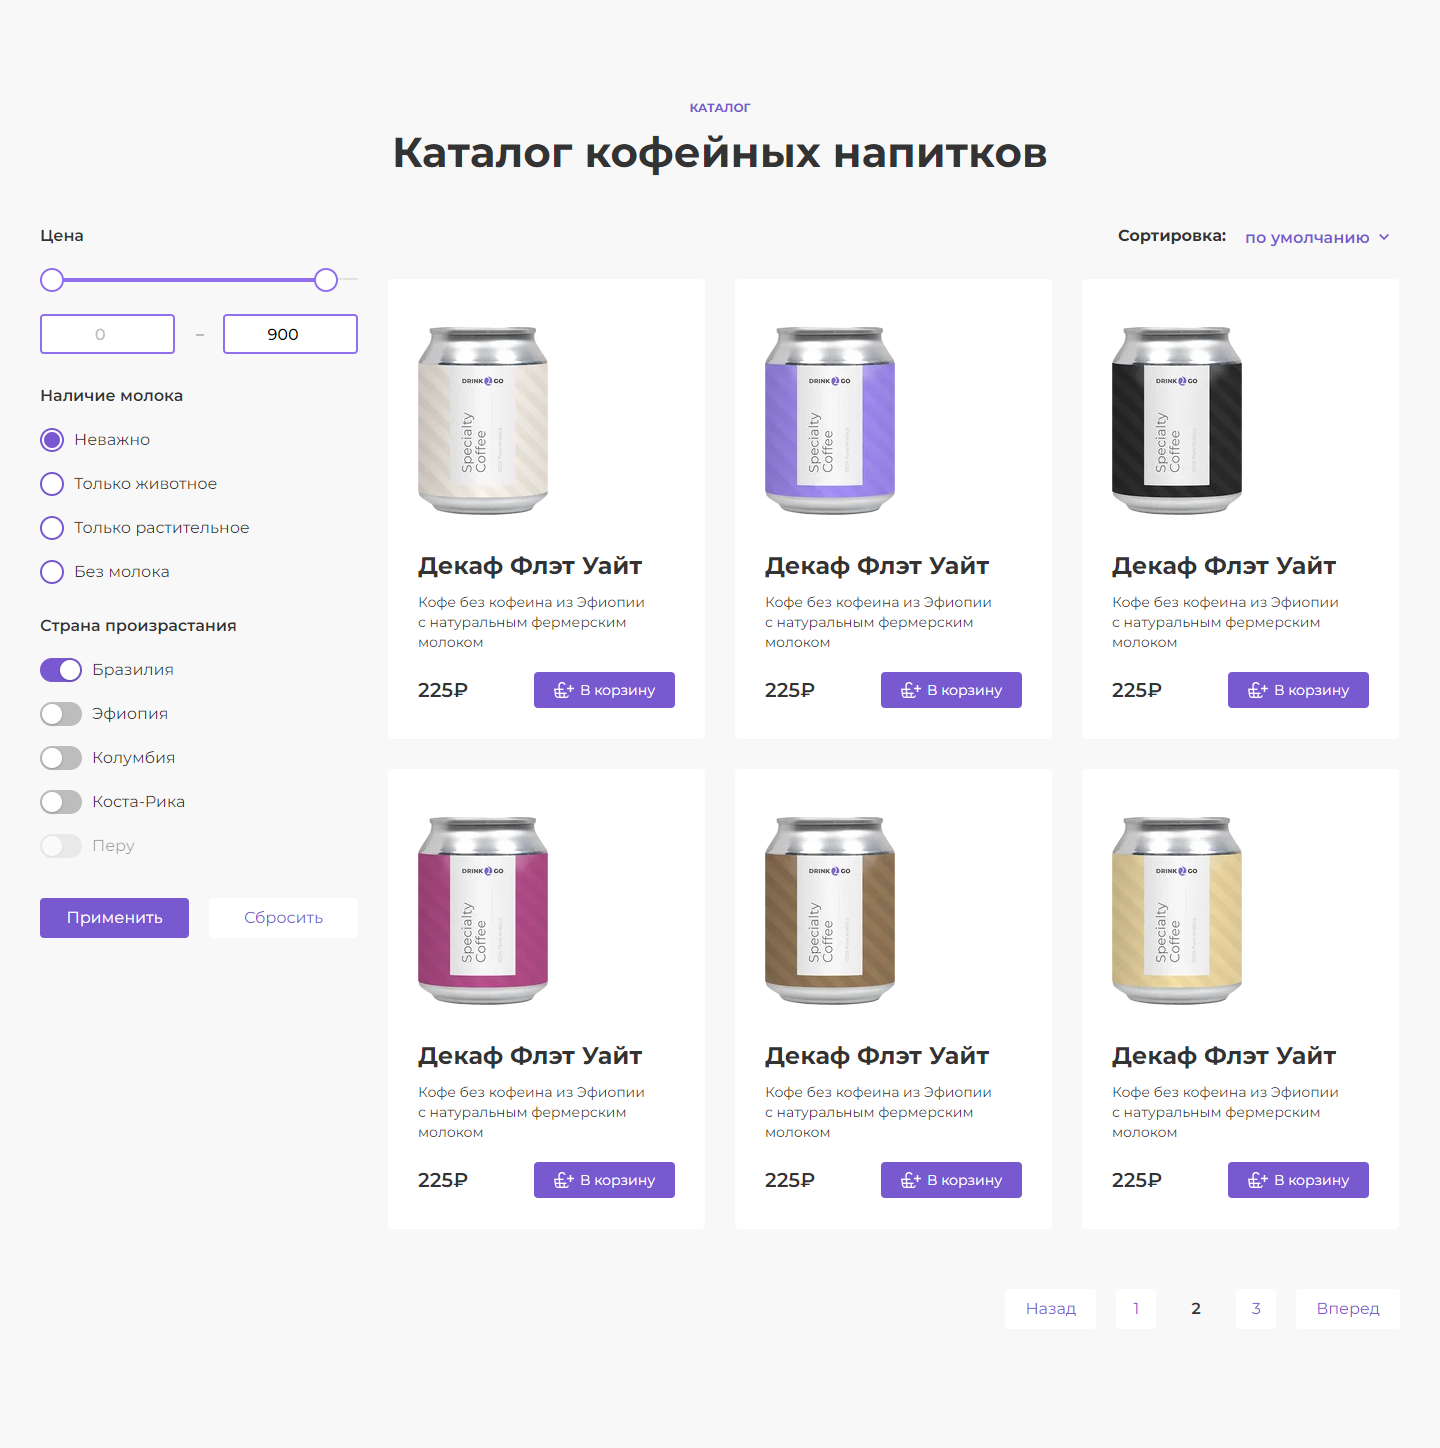 КАТАЛОГ
Каталог кофейных напитков
Цена
0 – 900
Наличие молока
Неважно
Только животное
Только растительное
Без молока
Страна произрастания
Бразилия
Эфиопия
Колумбия
Коста-Рика
Перу
Применить Сбросить
Сортировка: по умолчанию
DRINK 2 GO
Specialty
Coffee
Декаф Флэт Уайт
Кофе без кофеина из Эфиопии
с натуральным фермерским
молоком
225₽ В корзину
DRINK 2 GO
Specialty
Coffee
Декаф Флэт Уайт
Кофе без кофеина из Эфиопии
с натуральным фермерским
молоком
225₽ В корзину
DRINK 2 GO
Specialty
Coffee
Декаф Флэт Уайт
Кофе без кофеина из Эфиопии
с натуральным фермерским
молоком
225₽ В корзину
DRINK 2 GO
Specialty
Coffee
Декаф Флэт Уайт
Кофе без кофеина из Эфиопии
с натуральным фермерским
молоком
225₽ В корзину
DRINK 2 GO
Specialty
Coffee
Декаф Флэт Уайт
Кофе без кофеина из Эфиопии
с натуральным фермерским
молоком
225₽ В корзину
DRINK 2 GO
Specialty
Coffee
Декаф Флэт Уайт
Кофе без кофеина из Эфиопии
с натуральным фермерским
молоком
225₽ В корзину
Назад 1 2 3 Вперед